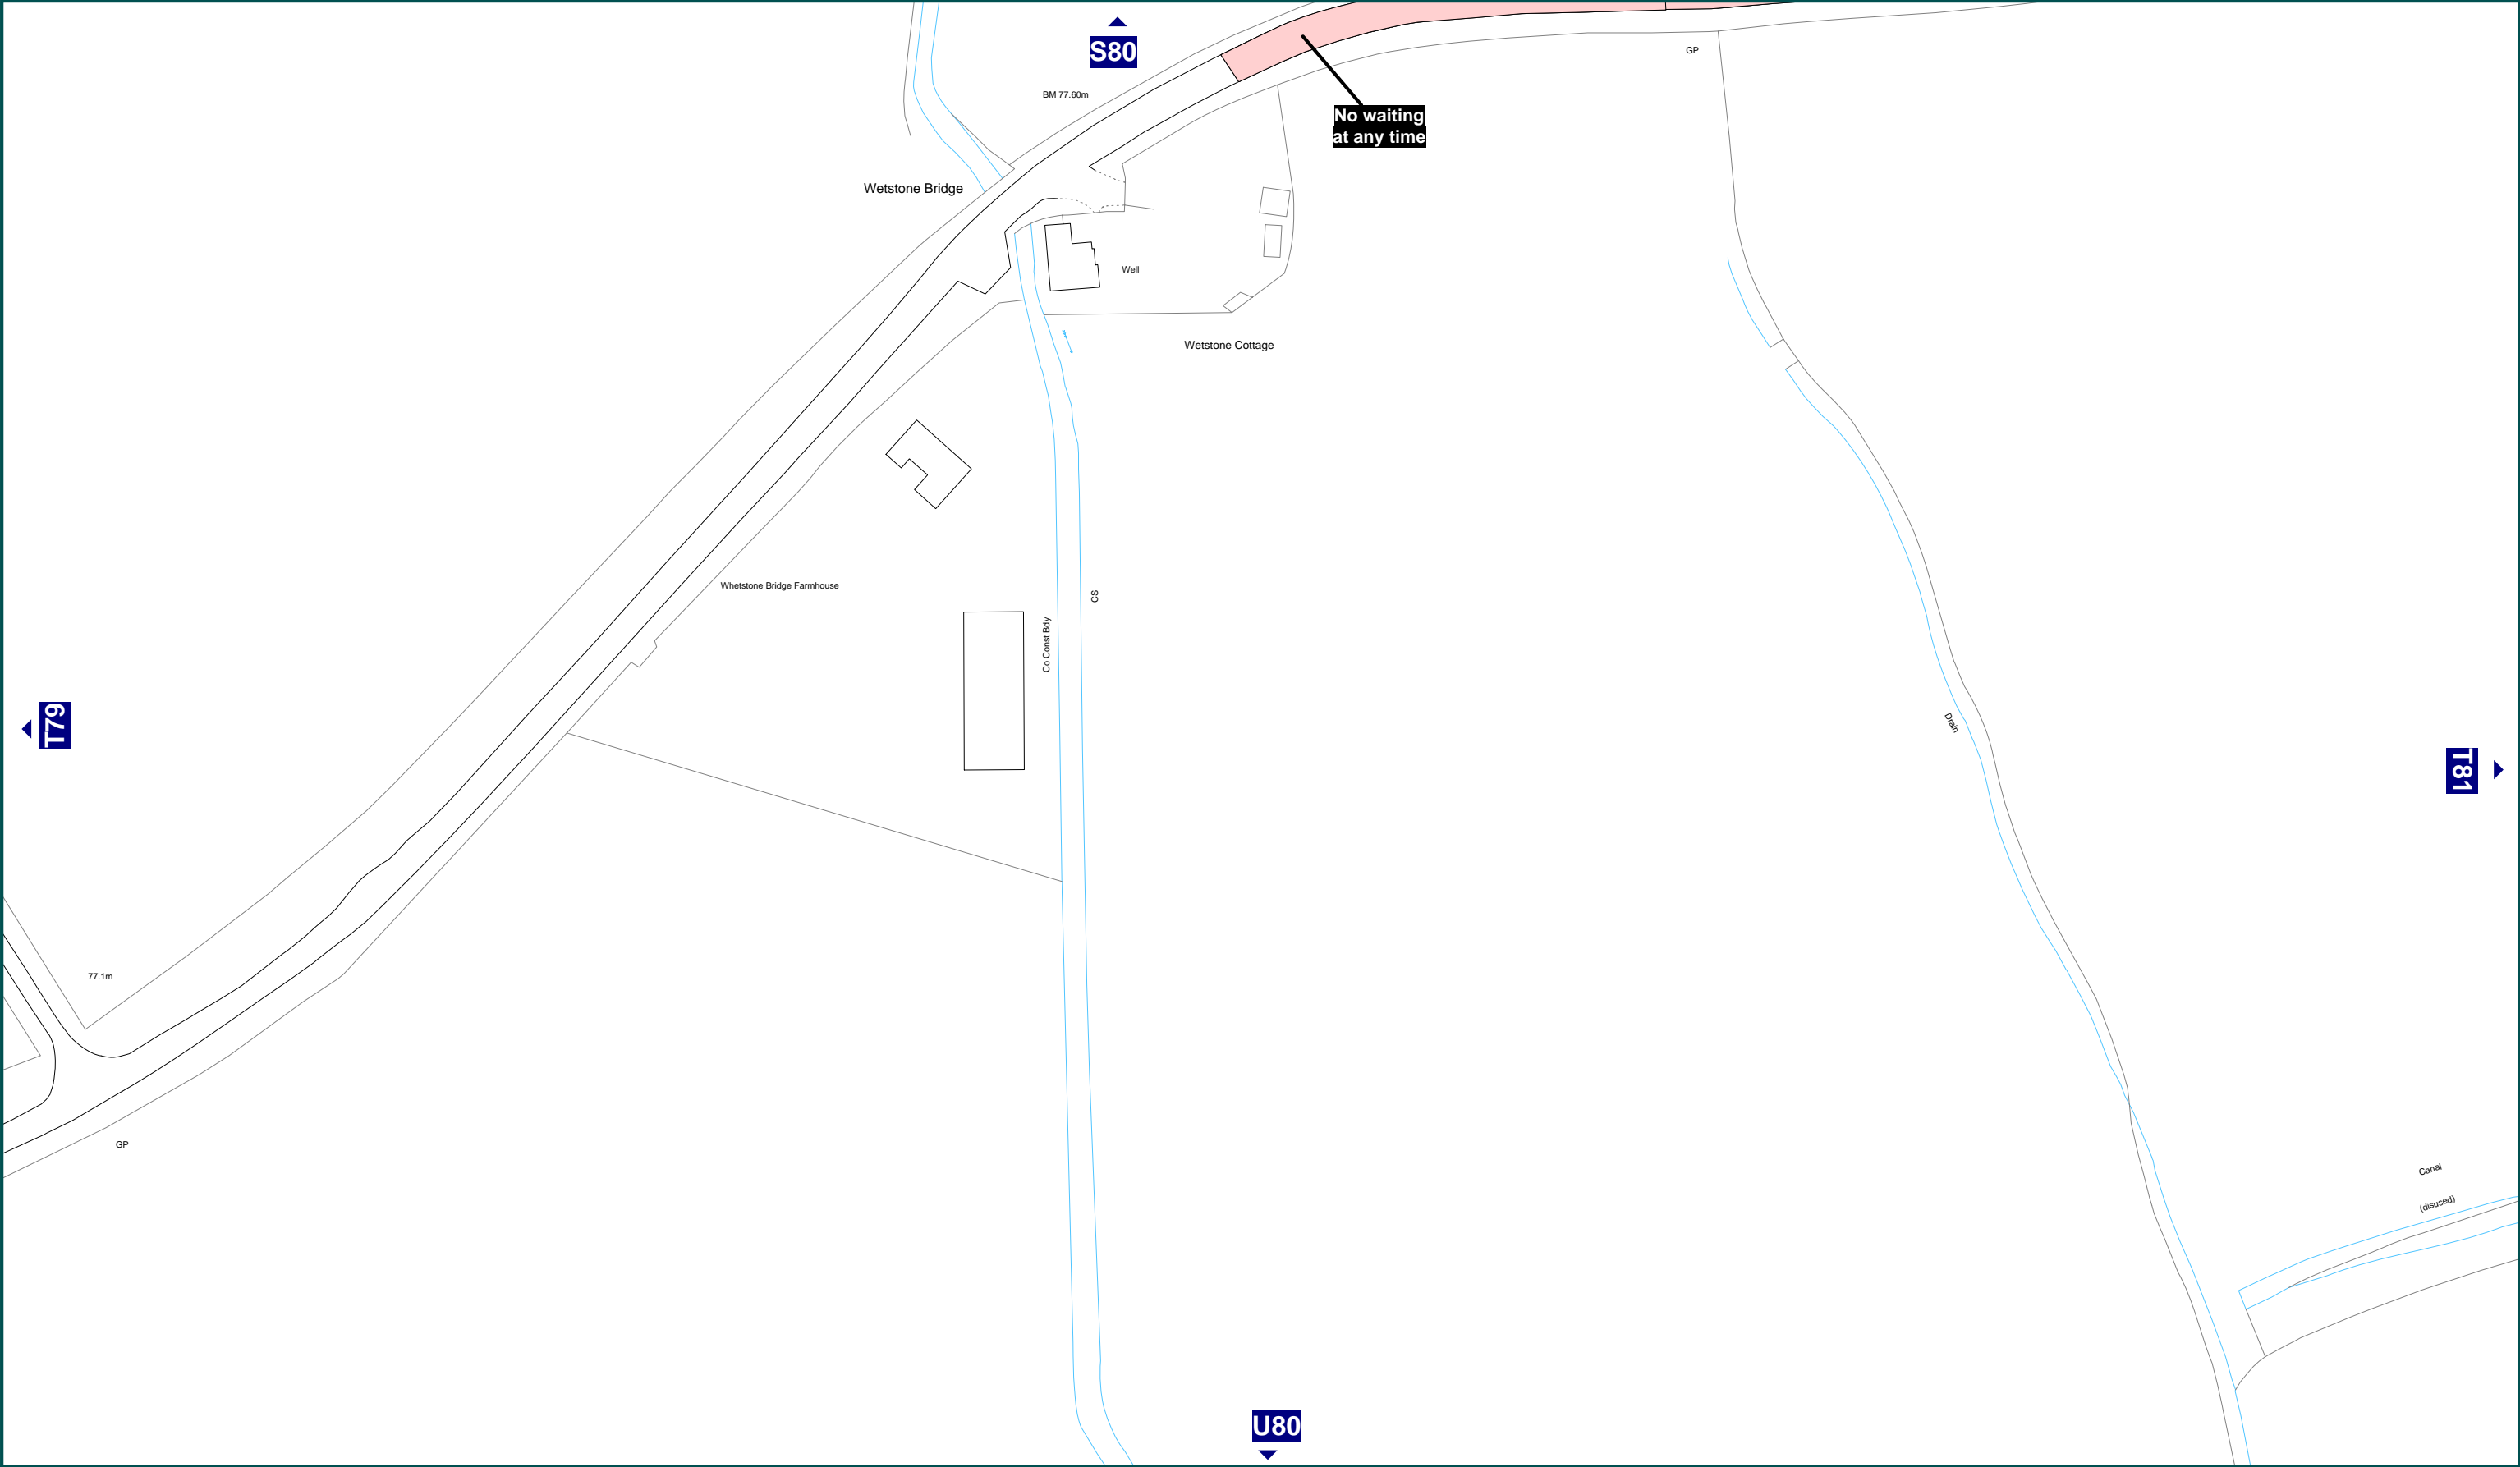 S80
GP
BM 77.60m
No waiting
at any time
Wetstone Bridge
Well
Wetstone Cottage
Whetstone Bridge Farmhouse
CS
Co Const Bdy
T79
Drain
T81
77.1m
GP
Canal
(disused)
U80